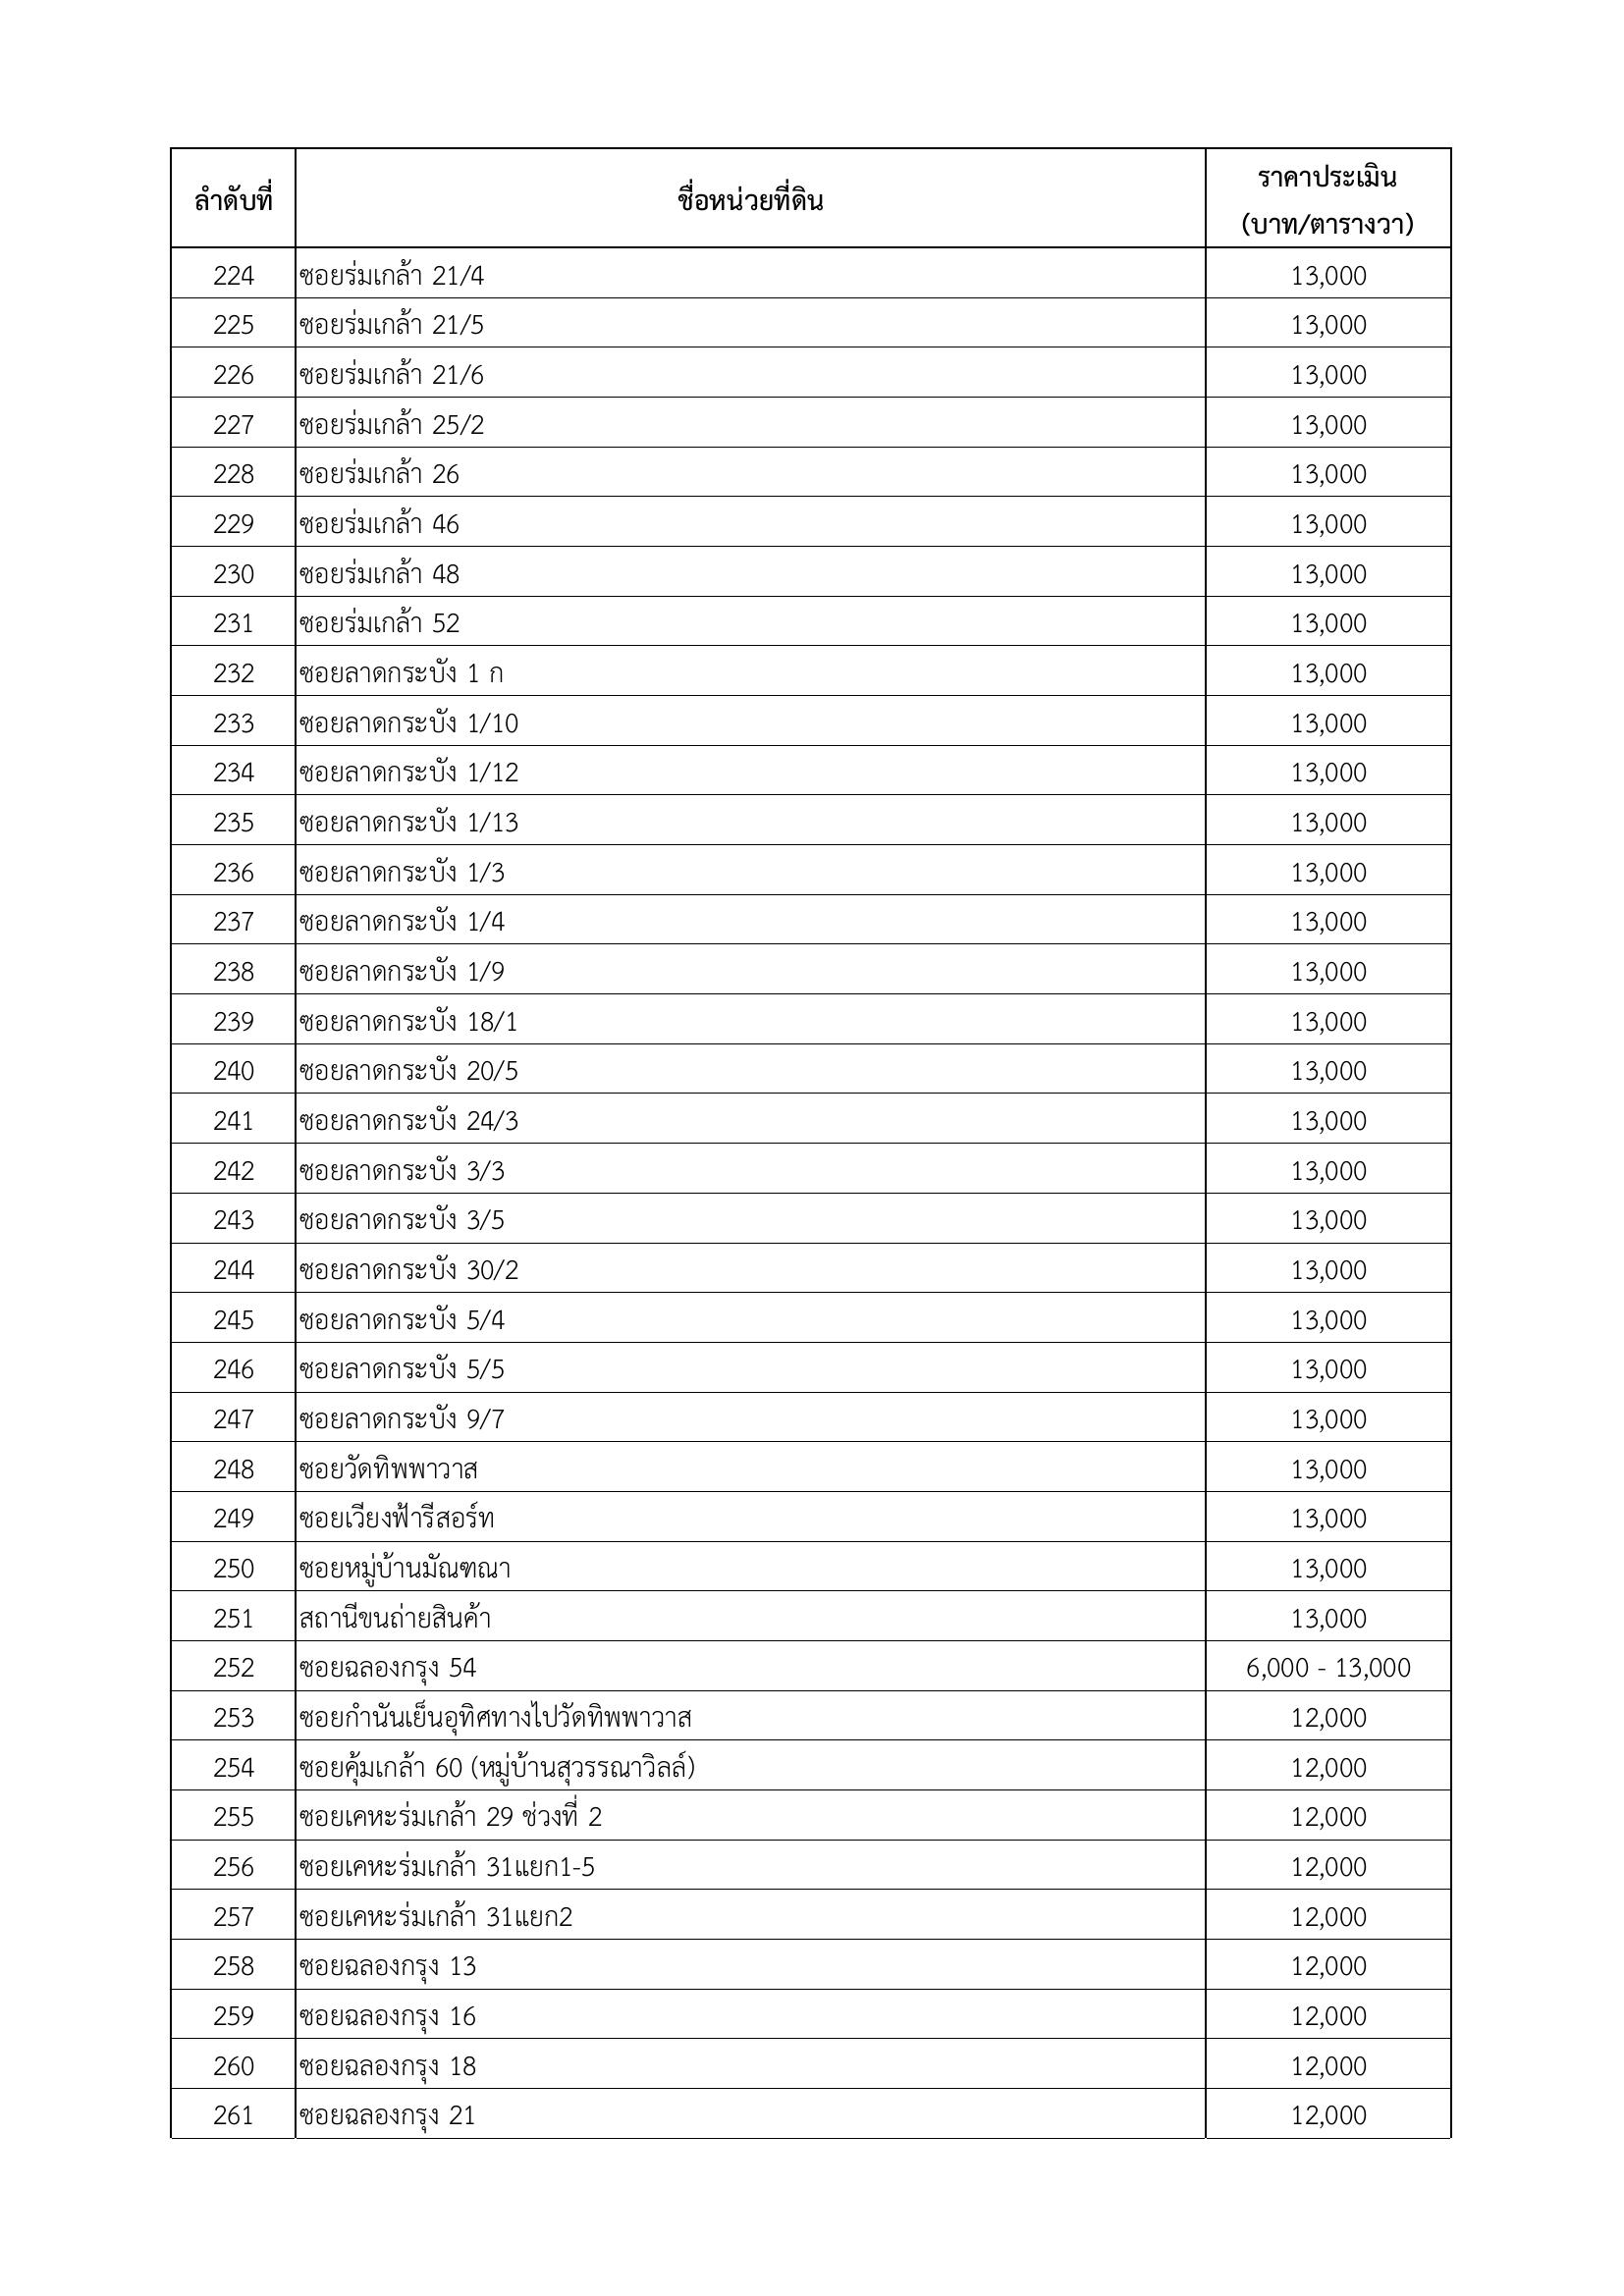 ลำดับที่ ชื่อหน่วยที่ดิน ราคาประเมิน
(บาท/ตารางวา)
224 ซอยร่มเกล้า 21/4 13,000
225 ซอยร่มเกล้า 21/5 13,000
226 ซอยร่มเกล้า 21/6 13,000
227 ซอยร่มเกล้า 25/2 13,000
228 ซอยร่มเกล้า 26 13,000
229 ซอยร่มเกล้า 46 13,000
230 ซอยร่มเกล้า 48 13,000
231 ซอยร่มเกล้า 52 13,000
232 ซอยลาดกระบัง 1 ก 13,000
233 ซอยลาดกระบัง 1/10 13,000
234 ซอยลาดกระบัง 1/12 13,000
235 ซอยลาดกระบัง 1/13 13,000
236 ซอยลาดกระบัง 1/3 13,000
237 ซอยลาดกระบัง 1/4 13,000
238 ซอยลาดกระบัง 1/9 13,000
239 ซอยลาดกระบัง 18/1 13,000
240 ซอยลาดกระบัง 20/5 13,000
241 ซอยลาดกระบัง 24/3 13,000
242 ซอยลาดกระบัง 3/3 13,000
243 ซอยลาดกระบัง 3/5 13,000
244 ซอยลาดกระบัง 30/2 13,000
245 ซอยลาดกระบัง 5/4 13,000
246 ซอยลาดกระบัง 5/5 13,000
247 ซอยลาดกระบัง 9/7 13,000
248 ซอยวัดทิพพาวาส 13,000
249 ซอยเวียงฟ้ารีสอร์ท 13,000
250 ซอยหมู่บ้านมัณฑณา 13,000
251 สถานีขนถ่ายสินค้า 13,000
252 ซอยฉลองกรุง 54 6,000 - 13,000
253 ซอยกำนันเย็นอุทิศทางไปวัดทิพพาวาส 12,000
254 ซอยคุ้มเกล้า 60 (หมู่บ้านสุวรรณาวิลล์) 12,000
255 ซอยเคหะร่มเกล้า 29 ช่วงที่ 2 12,000
256 ซอยเคหะร่มเกล้า 31แยก1-5 12,000
257 ซอยเคหะร่มเกล้า 31แยก2 12,000
258 ซอยฉลองกรุง 13 12,000
259 ซอยฉลองกรุง 16 12,000
260 ซอยฉลองกรุง 18 12,000
261 ซอยฉลองกรุง 21 12,000